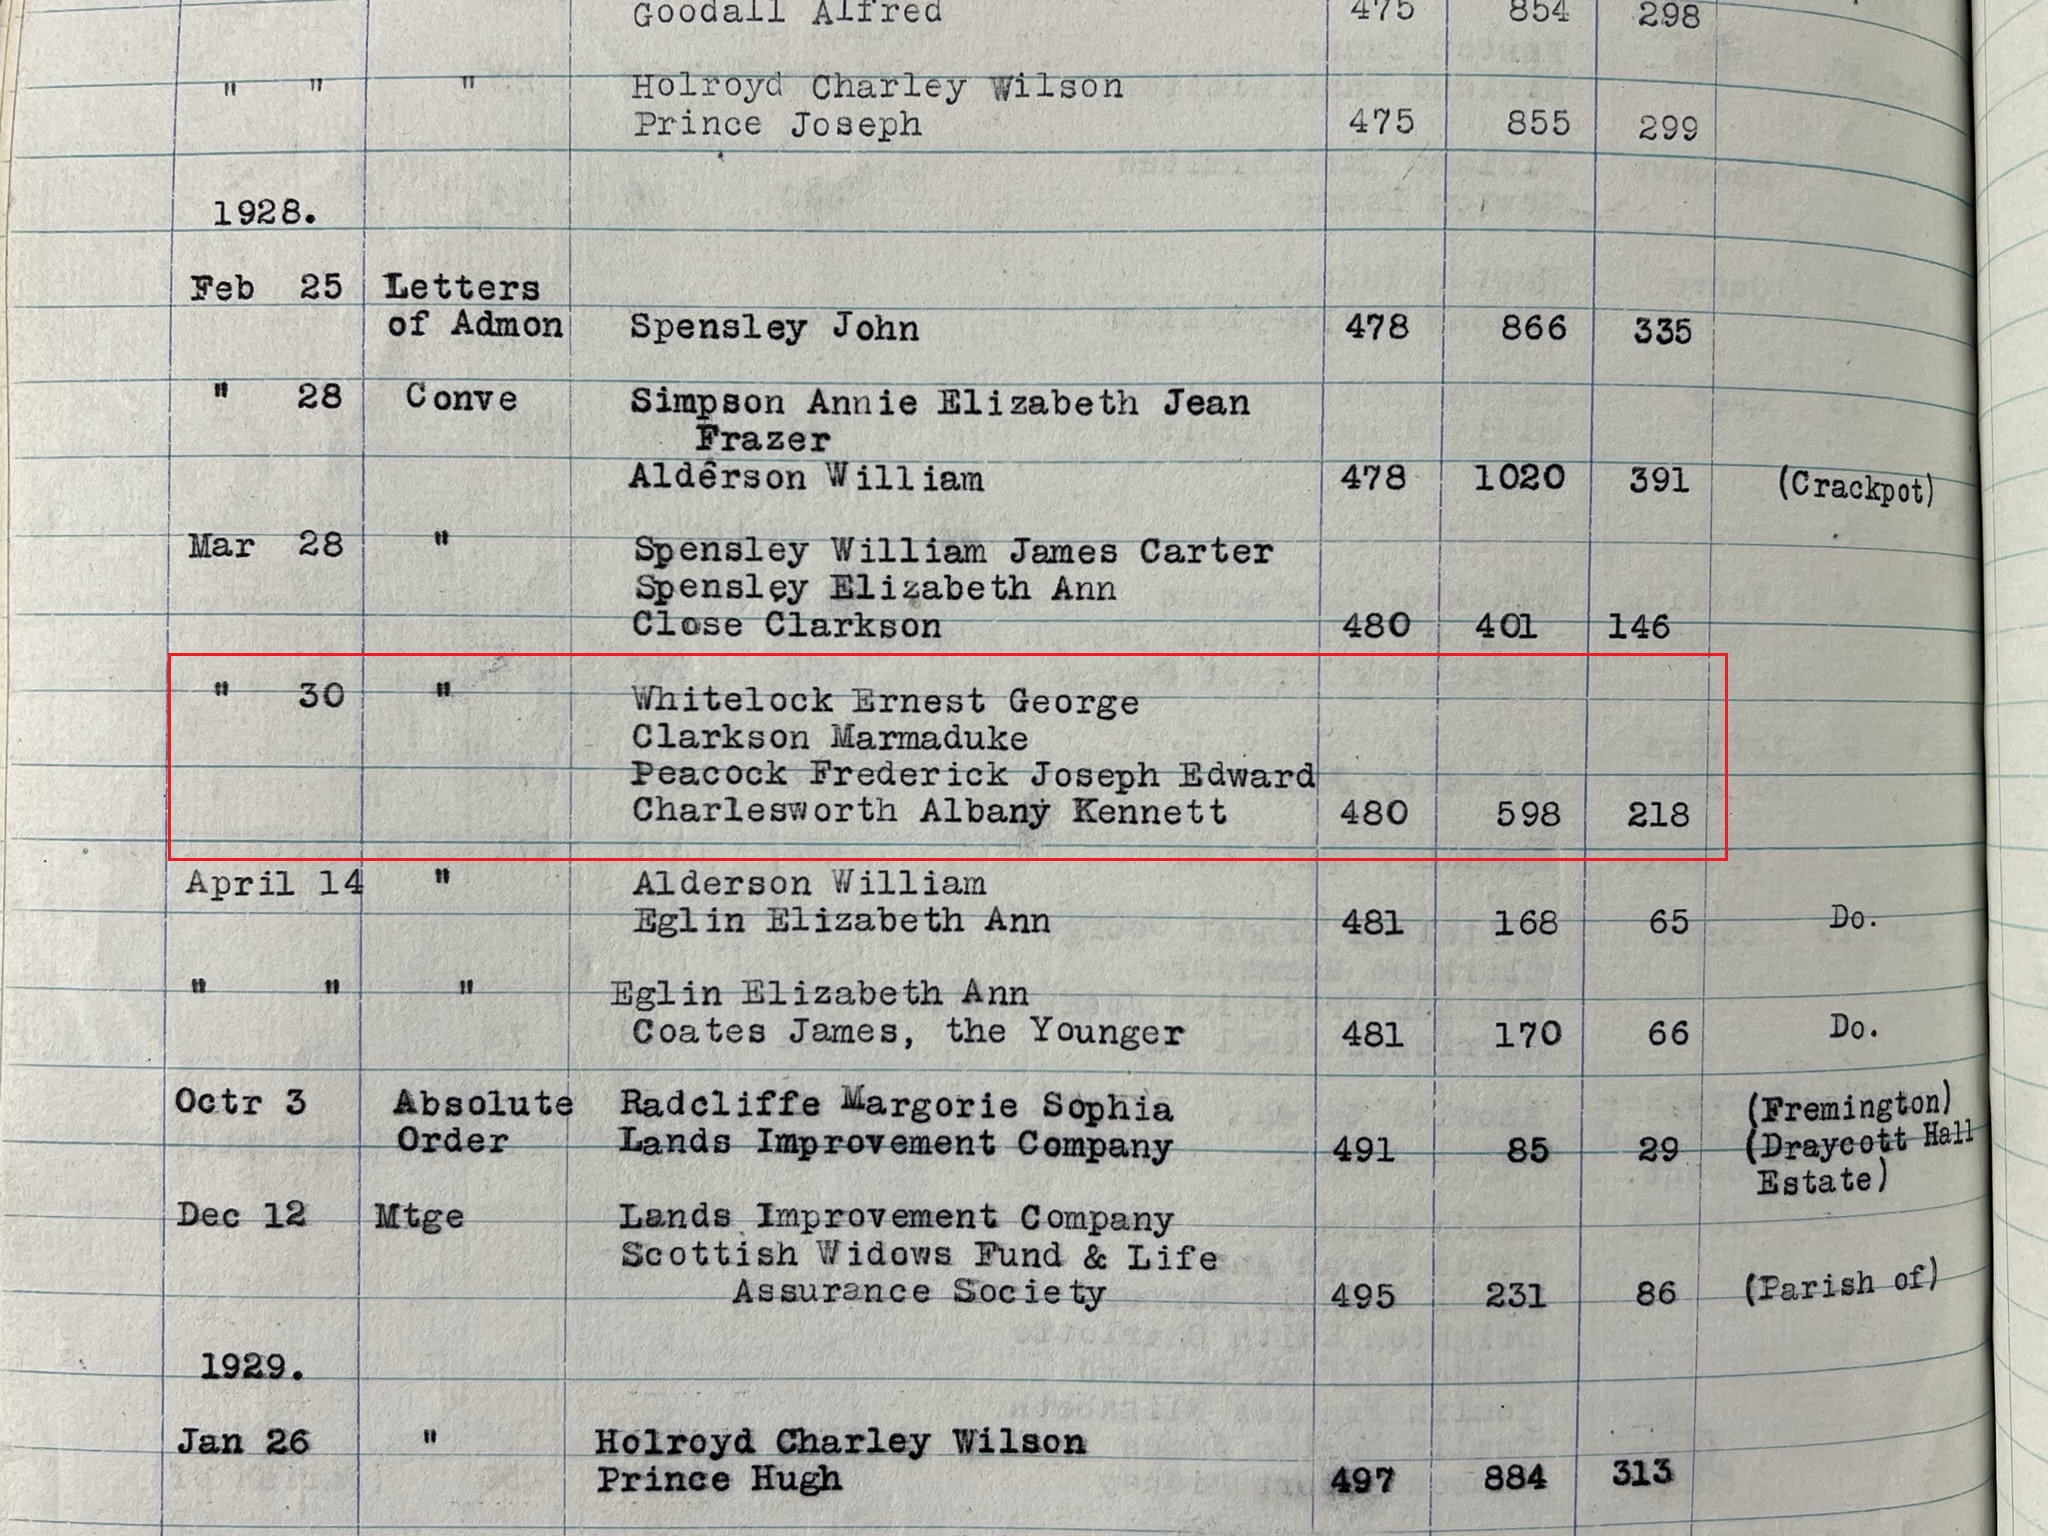 Goodall Alfred 475 854 298
" " " Holroyd Charley Wilson
Prince Joseph 475 855 299
1928.
Feb 25 Letters
of Admon Spensley John 478 866 335
" 28 Conve Simpson Annie Elizabeth Jean
Frazer
Alderson William 478 1020 391 (Crackpot)
Mar 28 " Spensley William James Carter
Spensley Elizabeth Ann
Close Clarkson 480 401 146
" 30 " Whitelock Ernest George
Clarkson Marmaduke
Peacock Frederick Joseph Edward
Charlesworth Albany Kennett 480 598 218
April 14 " Alderson William
Eglin Elizabeth Ann 481 168 65 Do.
" " " Eglin Elizabeth Ann
Coates James, the Younger 481 170 66 Do.
Octr 3 Absolute Radcliffe Margorie Sophia (Fremington)
Order Lands Improvement Company 491 85 29 (Draycott Hall
Estate)
Dec 12 Mtge Lands Improvement Company
Scottish Widows Fund & Life
Assurance Society 495 231 86 (Parish of)
1929.
Jan 26 " Holroyd Charley Wilson
Prince Hugh 497 884 313